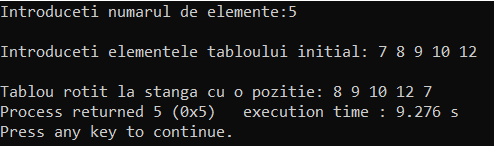 Introduceti numarul de elemente:5
Introduceti elementele tabloului initial: 7 8 9 10 12
Tablou rotit la stanga cu o pozitie: 8 9 10 12 7
Process returned 5 (0x5)   execution time : 9.276 s
Press any key to continue.